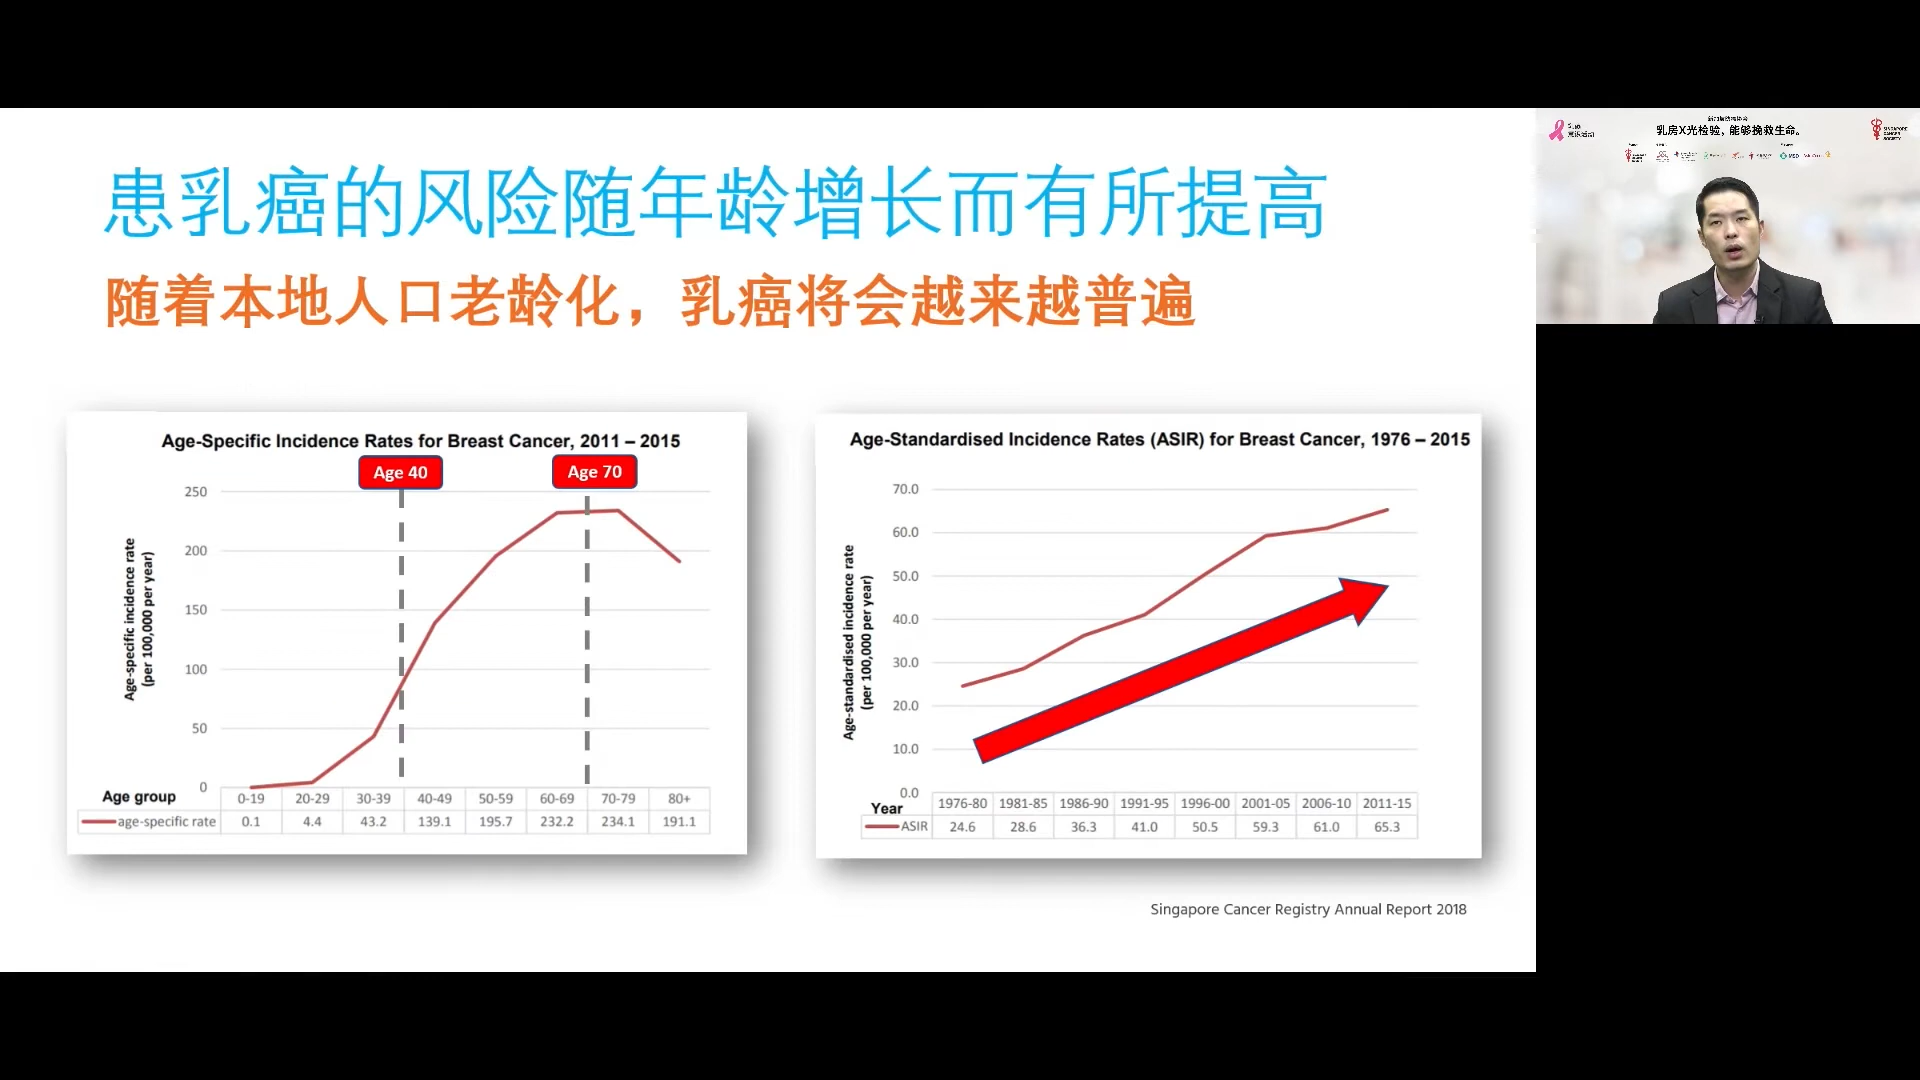 患乳癌的风险随年龄增长而有所提高
随着本地人口老龄化，乳癌将会越来越普遍
Age-Specific Incidence Rates for Breast Cancer, 2011 – 2015
Age 40
Age 70
Age-specific incidence rate
(per 100,000 per year)
250
200
150
100
50
0
Age group
0-19 20-29 30-39 40-49 50-59 60-69 70-79 80+
age-specific rate 0.1 4.4 43.2 139.1 195.7 232.2 234.1 191.1
Age-Standardised Incidence Rates (ASIR) for Breast Cancer, 1976 – 2015
Age-standardised incidence rate
(per 100,000 per year)
70.0
60.0
50.0
40.0
30.0
20.0
10.0
0.0
Year
1976-80 1981-85 1986-90 1991-95 1996-00 2001-05 2006-10 2011-15
ASIR 24.6 28.6 36.3 41.0 50.5 59.3 61.0 65.3
Singapore Cancer Registry Annual Report 2018
乳房X光检验，能够挽救生命。
SINGAPORE
CANCER
SOCIETY
MSD